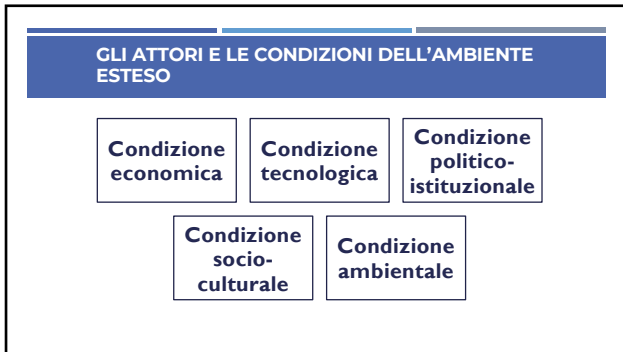 GLI ATTORI E LE CONDIZIONI DELL’AMBIENTE
ESTESO
Condizione
economica
Condizione
tecnologica
Condizione
politico-
istituzionale
Condizione
socio-
culturale
Condizione
ambientale